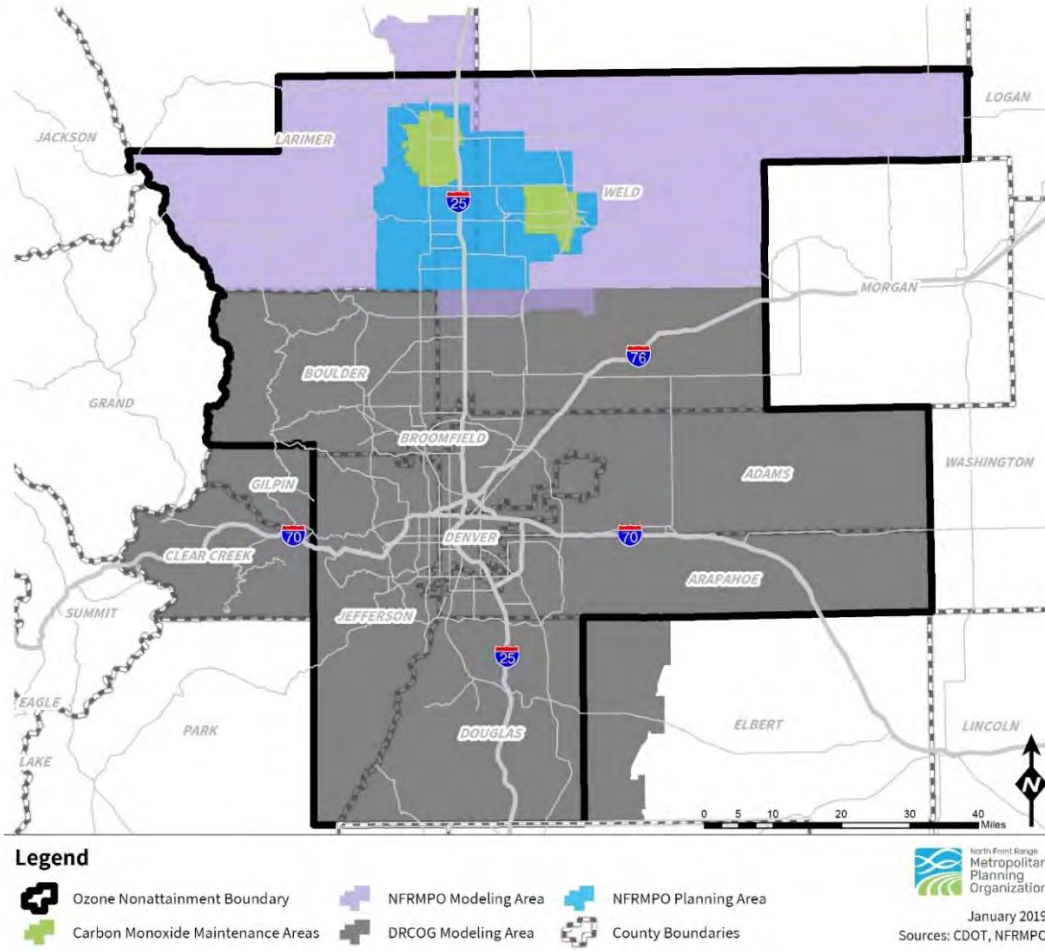 LOGAN
JACKSON
LARIMER
WELD
25
MORGAN
76
BOULDER
GRAND
BROOMFIELD
ADAMS
WASHINGTON
GILPIN
70
DENVER
70
CLEAR CREEK
ARAPAHOE
SUMMIT
JEFFERSON
25
EAGLE
PARK
DOUGLAS
ELBERT
LINCOLN
LAKE
N
0 5 10 20 30 40
Miles
Legend
Ozone Nonattainment Boundary
NFRMPO Modeling Area
NFRMPO Planning Area
Carbon Monoxide Maintenance Areas
DRCOG Modeling Area
County Boundaries
North Front Range
Metropolitan
Planning
Organization
January 2019
Sources: CDOT, NFRMPO